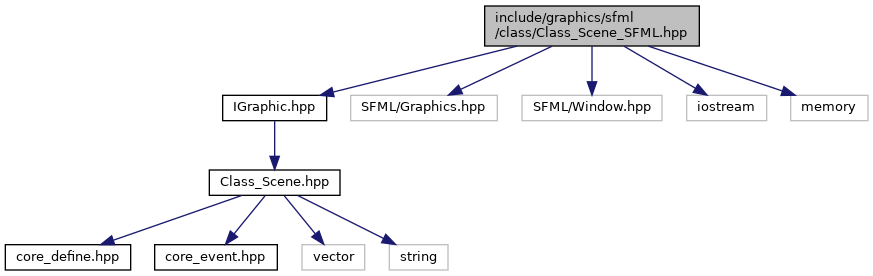 include/graphics/sfml
/class/Class_Scene_SFML.hpp
IGraphic.hpp
SFML/Graphics.hpp
SFML/Window.hpp
iostream
memory
Class_Scene.hpp
core_define.hpp
core_event.hpp
vector
string